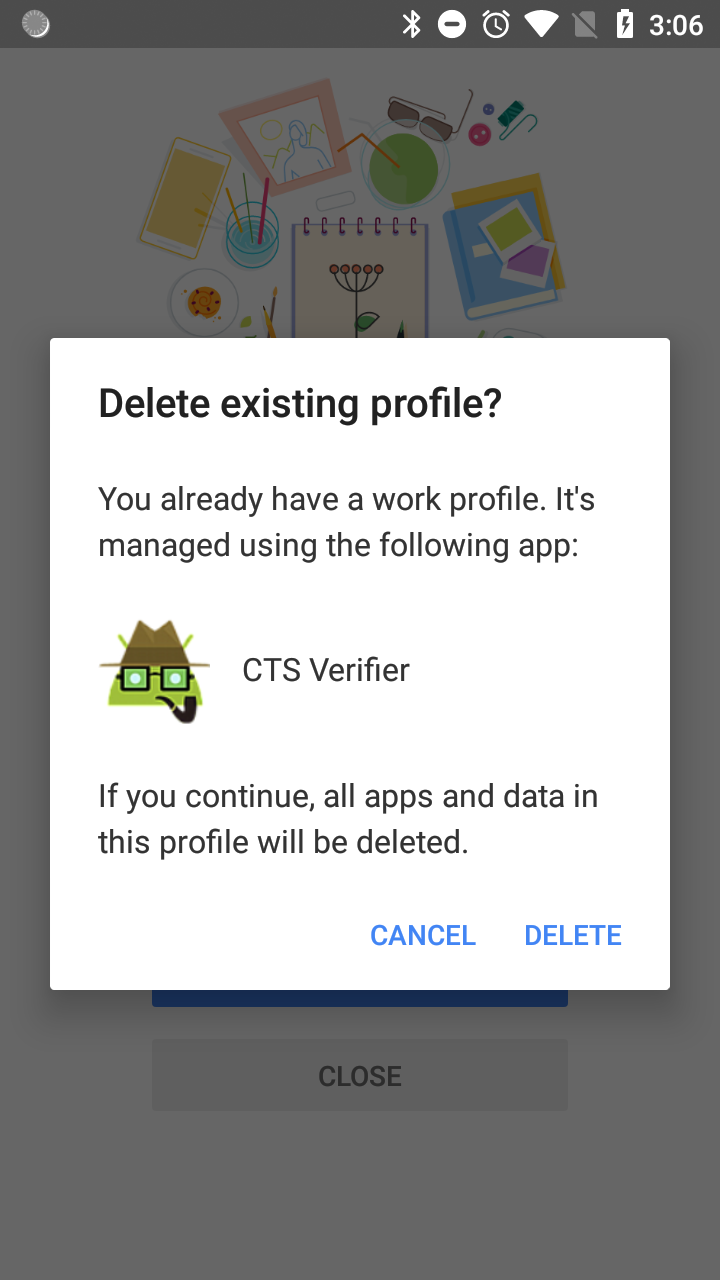 3:06
Delete existing profile?
You already have a work profile. It's
managed using the following app:
CTS Verifier
If you continue, all apps and data in
this profile will be deleted.
CANCEL DELETE
CLOSE